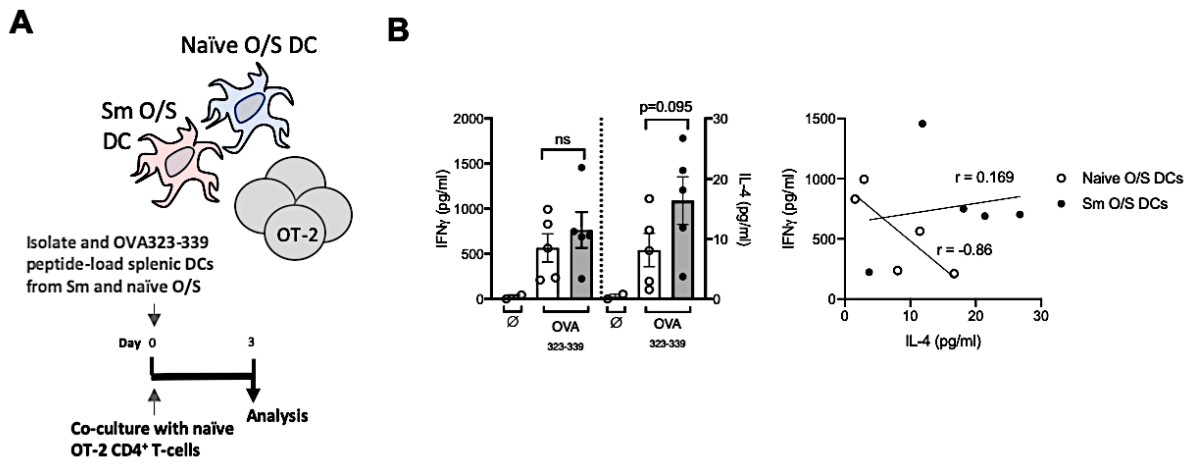 A
Naïve O/S DC
Sm O/S
DC
OT-2
Isolate and OVA323-339
peptide-load splenic DCs
from Sm and naïve O/S
Day 0 3
Analysis
Co-culture with naïve
OT-2 CD4⁺ T-cells
B
p=0.095
ns
2000
1500
1000
500
0
IFNγ (pg/ml)
30
20
10
0
IL-4 (pg/ml)
Ø OVA Ø OVA
323-339 323-339
1500
1000
500
0
IFNγ (pg/ml)
r = 0.169
r = -0.86
0 10 20 30
IL-4 (pg/ml)
Naive O/S DCs
Sm O/S DCs